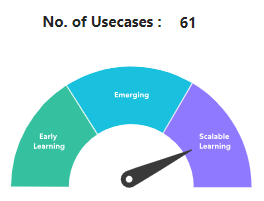 No. of Usecases : 61
Emerging
Early
Learning
Scalable
Learning